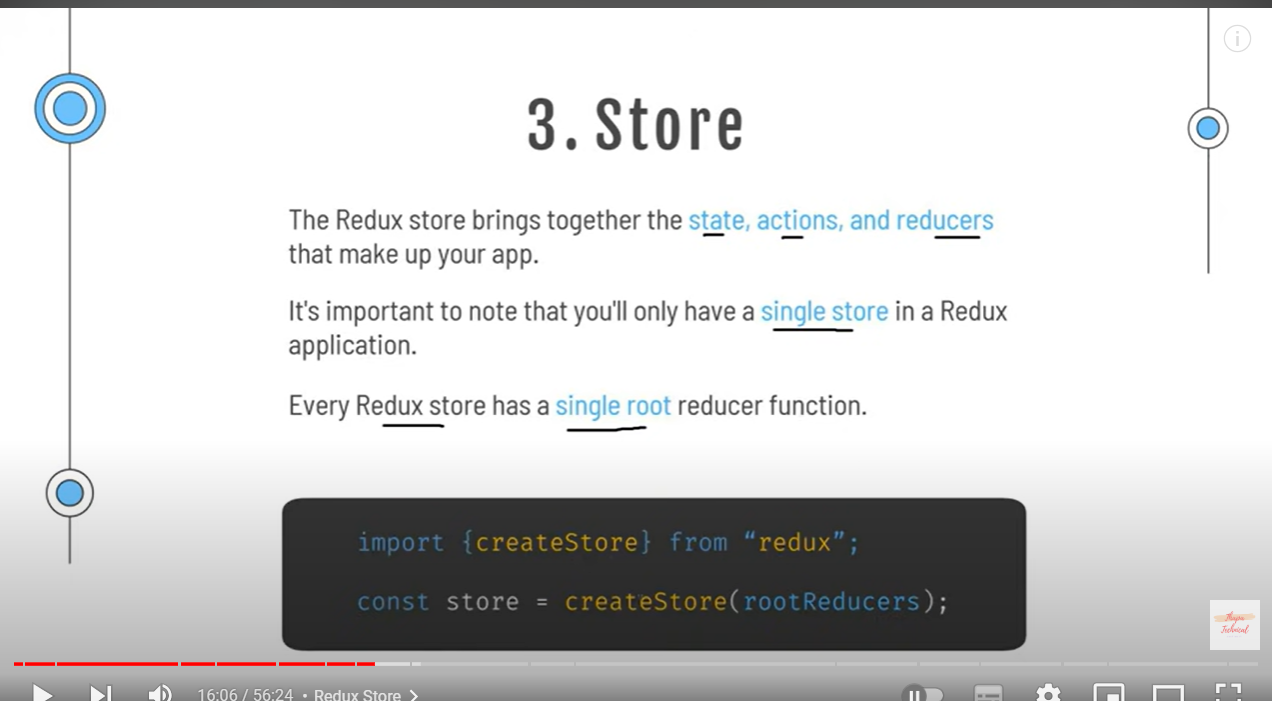 3. Store
The Redux store brings together the state, actions, and reducers
that make up your app.
It's important to note that you'll only have a single store in a Redux
application.
Every Redux store has a single root reducer function.
import {createStore} from “redux”;
const store = createStore(rootReducers);
Thapa
Technical
16:06 / 56:24 • Redux Store